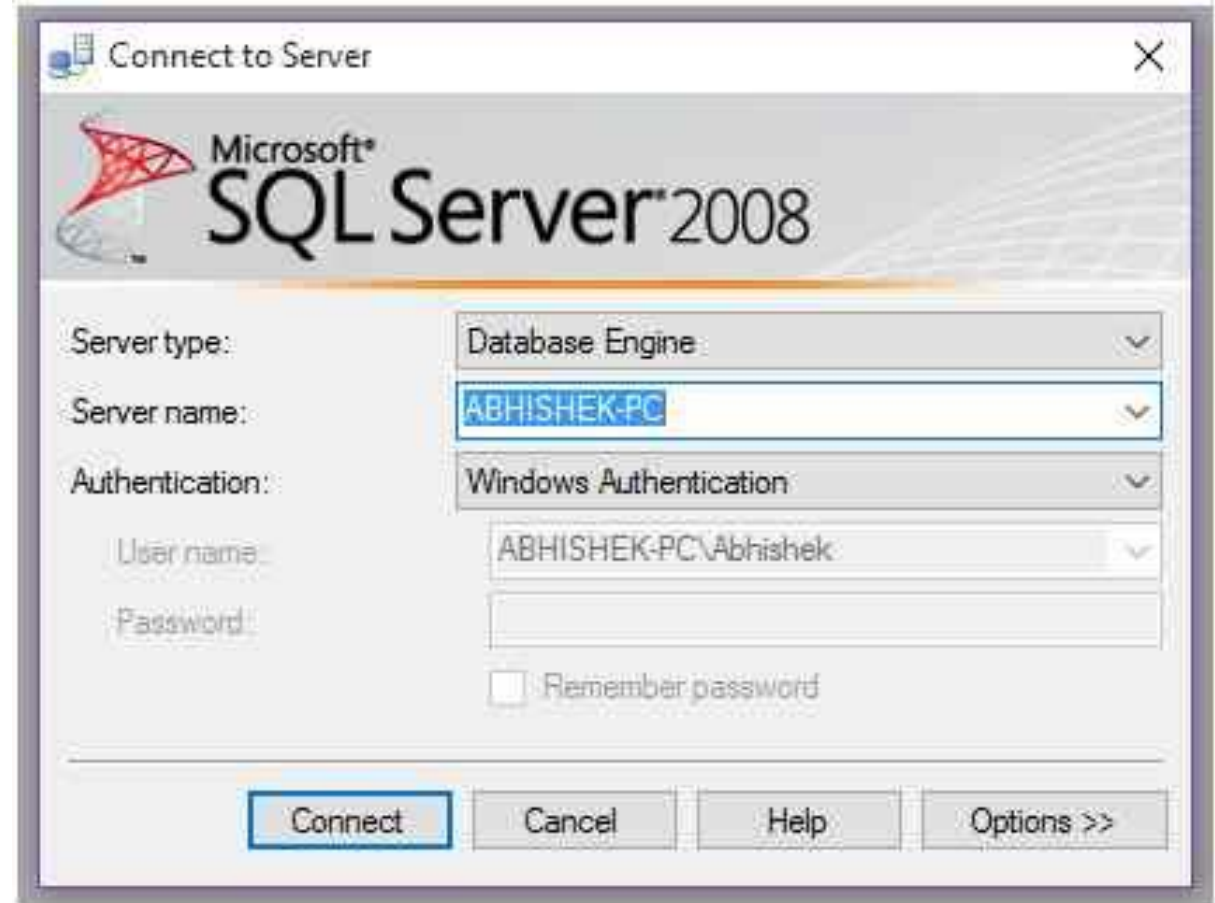 Connect to Server
Microsoft®
SQL Server® 2008
™
Server type: Database Engine
Server name: ABHISHEK-PC
Authentication: Windows Authentication
User name: ABHISHEK-PC\Abhishek
Password:
Remember password
Connect Cancel Help Options >>